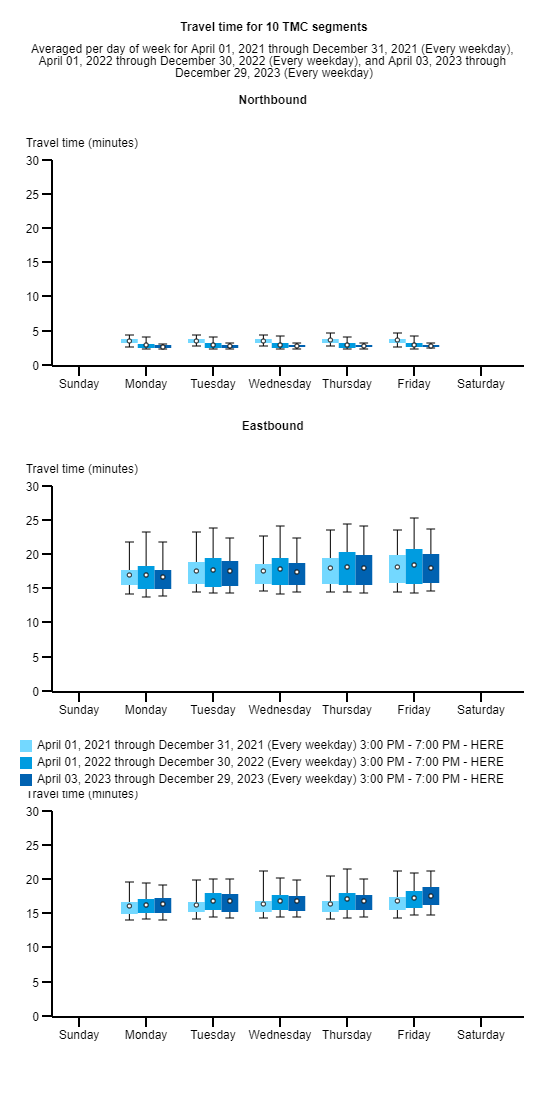 Travel time for 10 TMC segments
Averaged per day of week for April 01, 2021 through December 31, 2021 (Every weekday),
April 01, 2022 through December 30, 2022 (Every weekday), and April 03, 2023 through
December 29, 2023 (Every weekday)
Northbound
Travel time (minutes)
30
25
20
15
10
5
0
Sunday Monday Tuesday Wednesday Thursday Friday Saturday
Eastbound
Travel time (minutes)
30
25
20
15
10
5
0
Sunday Monday Tuesday Wednesday Thursday Friday Saturday
April 01, 2021 through December 31, 2021 (Every weekday) 3:00 PM - 7:00 PM - HERE
April 01, 2022 through December 30, 2022 (Every weekday) 3:00 PM - 7:00 PM - HERE
April 03, 2023 through December 29, 2023 (Every weekday) 3:00 PM - 7:00 PM - HERE
Travel time (minutes)
30
25
20
15
10
5
0
Sunday Monday Tuesday Wednesday Thursday Friday Saturday